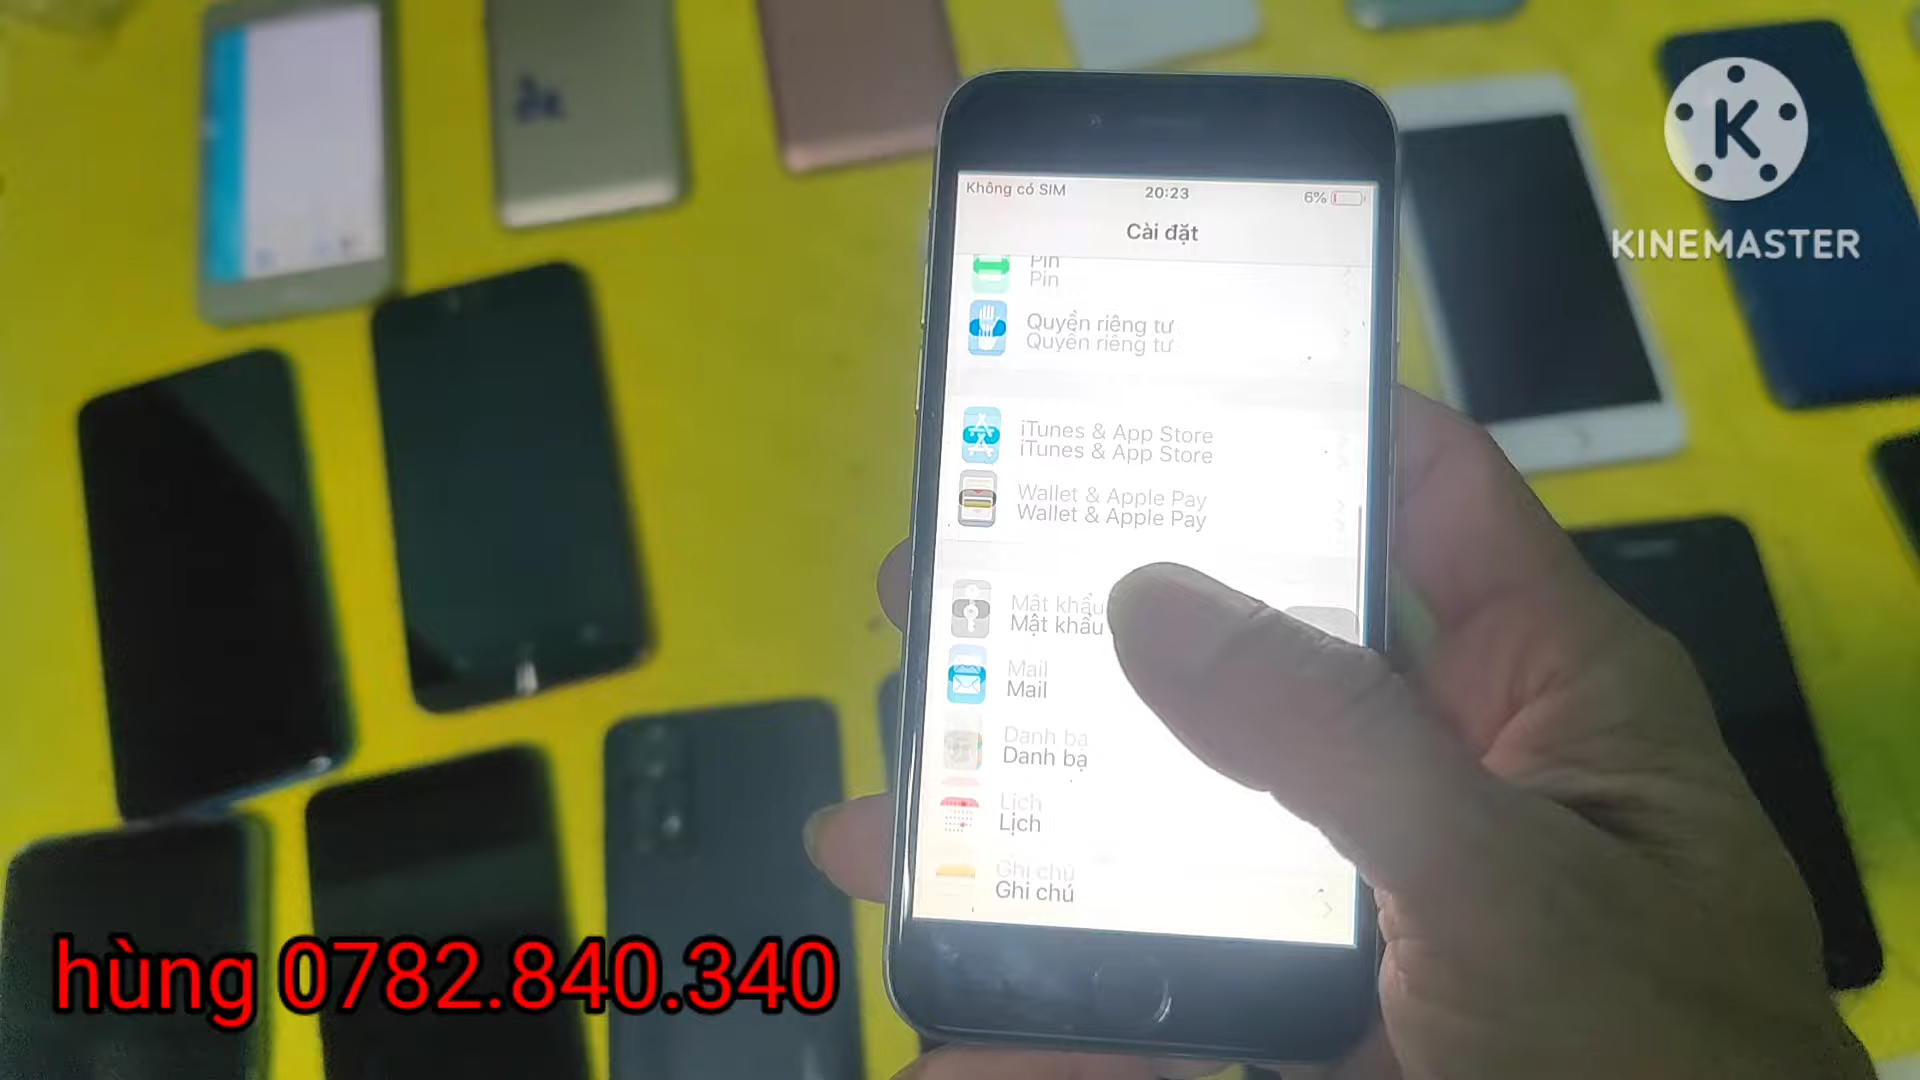 Không có SIM 20:23 6%
Cài đặt
Pin
Pin
Quyền riêng tư
Quyền riêng tư
iTunes & App Store
iTunes & App Store
Wallet & Apple Pay
Wallet & Apple Pay
Mật khẩu
Mật khẩu
Mail
Mail
Danh bạ
Danh bạ
Lịch
Lịch
Ghi chú
Ghi chú
K
KINEMASTER
hùng 0782.840.340